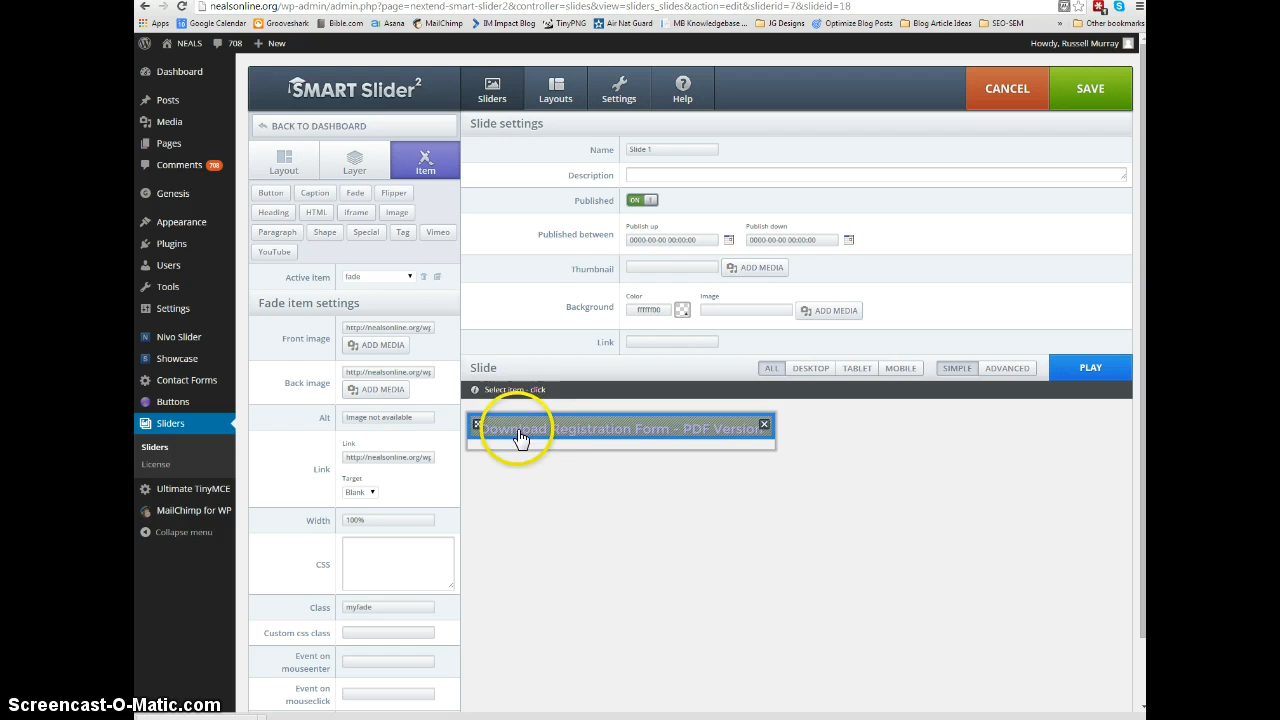 nealsonline.org/wp-admin/admin.php?page=nextend-smart-slider2&controller=slides&view=sliders_slides&action=edit&sliderid=7&slideid=18
Apps Google Calendar Grooveshark Bible.com Asana MailChimp IM Impact Blog TinyPNG Air Nat Guard MB Knowledgebase JG Designs Optimize Blog Posts Blog Article Ideas SEO-SEM » Other bookmarks
NEALS 708 + New Howdy, Russell Murray
Dashboard
Posts
Media
Pages
Comments 708
Genesis
Appearance
Plugins
Users
Tools
Settings
Nivo Slider
Showcase
Contact Forms
Buttons
Sliders
Sliders
License
Ultimate TinyMCE
MailChimp for WP
Collapse menu
SMART Slider2
Sliders Layouts Settings Help
CANCEL SAVE
BACK TO DASHBOARD
Layout Layer Item
Button Caption Fade Flipper
Heading HTML Iframe Image
Paragraph Shape Special Tag Vimeo
YouTube
Active item fade
Fade item settings
Front image http://nealsonline.org/wp
ADD MEDIA
Back image http://nealsonline.org/wp
ADD MEDIA
Alt Image not available
Link
Link http://nealsonline.org/wp
Target
Blank
Width 100%
CSS
Class myfade
Custom css class
Event on mouseenter
Event on mouseclick
Slide settings
Name Slide 1
Description
Published ON
Published between Publish up Publish down
0000-00-00 00:00:00 0000-00-00 00:00:00
Thumbnail ADD MEDIA
Background Color Image
ffffff00 ADD MEDIA
Link
Slide ALL DESKTOP TABLET MOBILE SIMPLE ADVANCED PLAY
Select item - click
Download Registration Form - PDF Version
Screencast-O-Matic.com